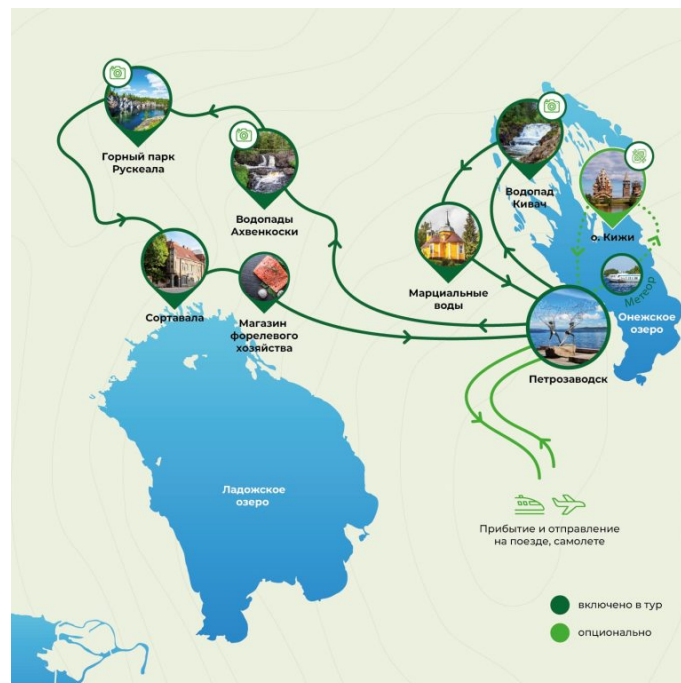 Горный парк
Рускеала
Водопады
Ахвенкоски
Водопад
Кивач
о. Кижи
Марциальные
воды
Метеор
Онежское
озеро
Сортавала
Магазин
форелевого
хозяйства
Петрозаводск
Ладожское
озеро
Прибытие и отправление
на поезде, самолете
включено в тур
опционально